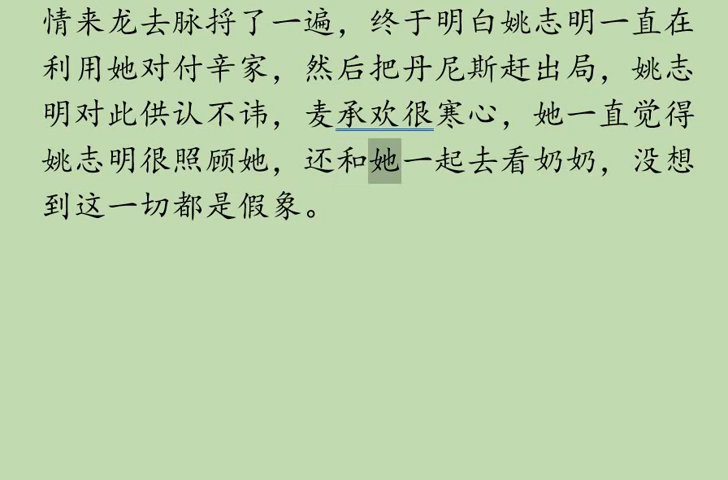 情来龙去脉捋了一遍，终于明白姚志明一直在
利用她对付辛家，然后把丹尼斯赶出局，姚志
明对此供认不讳，麦承欢很寒心，她一直觉得
姚志明很照顾她，还和她一起去看奶奶，没想
到这一切都是假象。